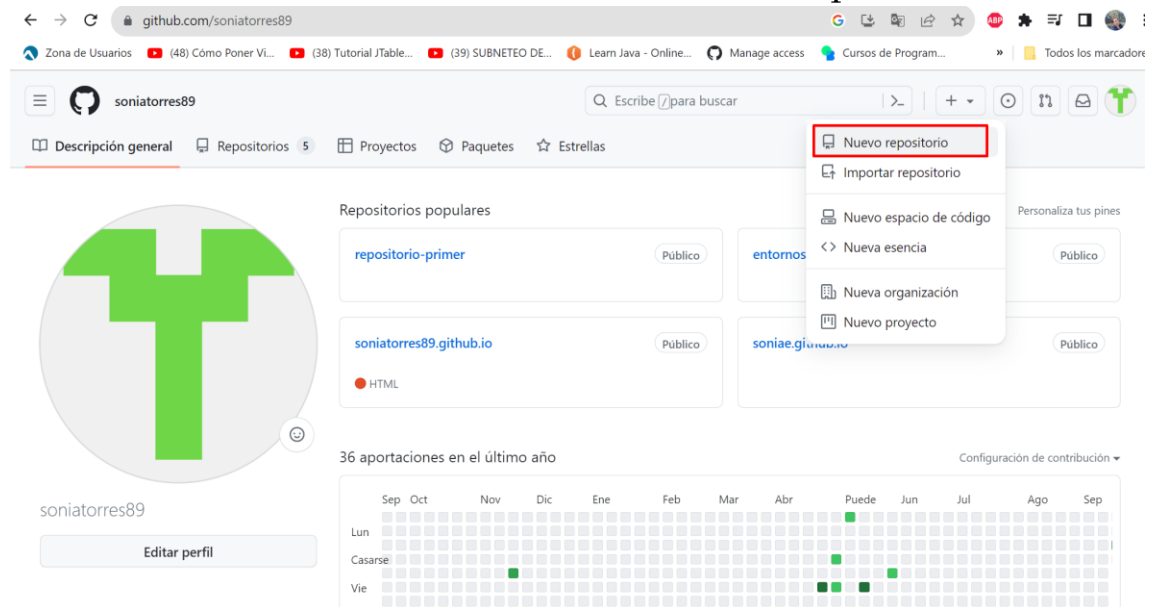 github.com/soniatorres89
Zona de Usuarios (48) Cómo Poner Vi... (38) Tutorial JTable... (39) SUBNETEO DE... Learn Java - Online... Manage access Cursos de Program... » Todos los marcadore
soniatorres89 Escribe / para buscar
Descripción general Repositorios 5 Proyectos Paquetes Estrellas
Nuevo repositorio
Importar repositorio
Nuevo espacio de código
Nueva esencia
Nueva organización
Nuevo proyecto
Repositorios populares Personaliza tus pines
repositorio-primer Público entornos Público
soniatorres89.github.io Público Público
HTML
36 aportaciones en el último año Configuración de contribución
Sep Oct Nov Dic Ene Feb Mar Abr Puede Jun Jul Ago Sep
Lun
Casarse
Vie
soniatorres89
Editar perfil